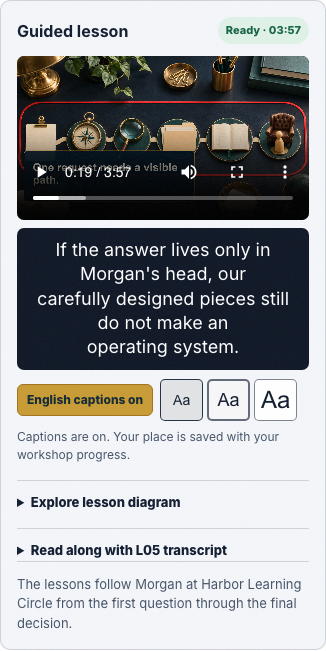 Guided lesson
Ready · 03:57
One request needs a visible
path.
0:19 / 3:57
If the answer lives only in
Morgan's head, our
carefully designed pieces still
do not make an
operating system.
English captions on
Aa
Aa
Aa
Captions are on. Your place is saved with your
workshop progress.
Explore lesson diagram
Read along with L05 transcript
The lessons follow Morgan at Harbor Learning
Circle from the first question through the final
decision.